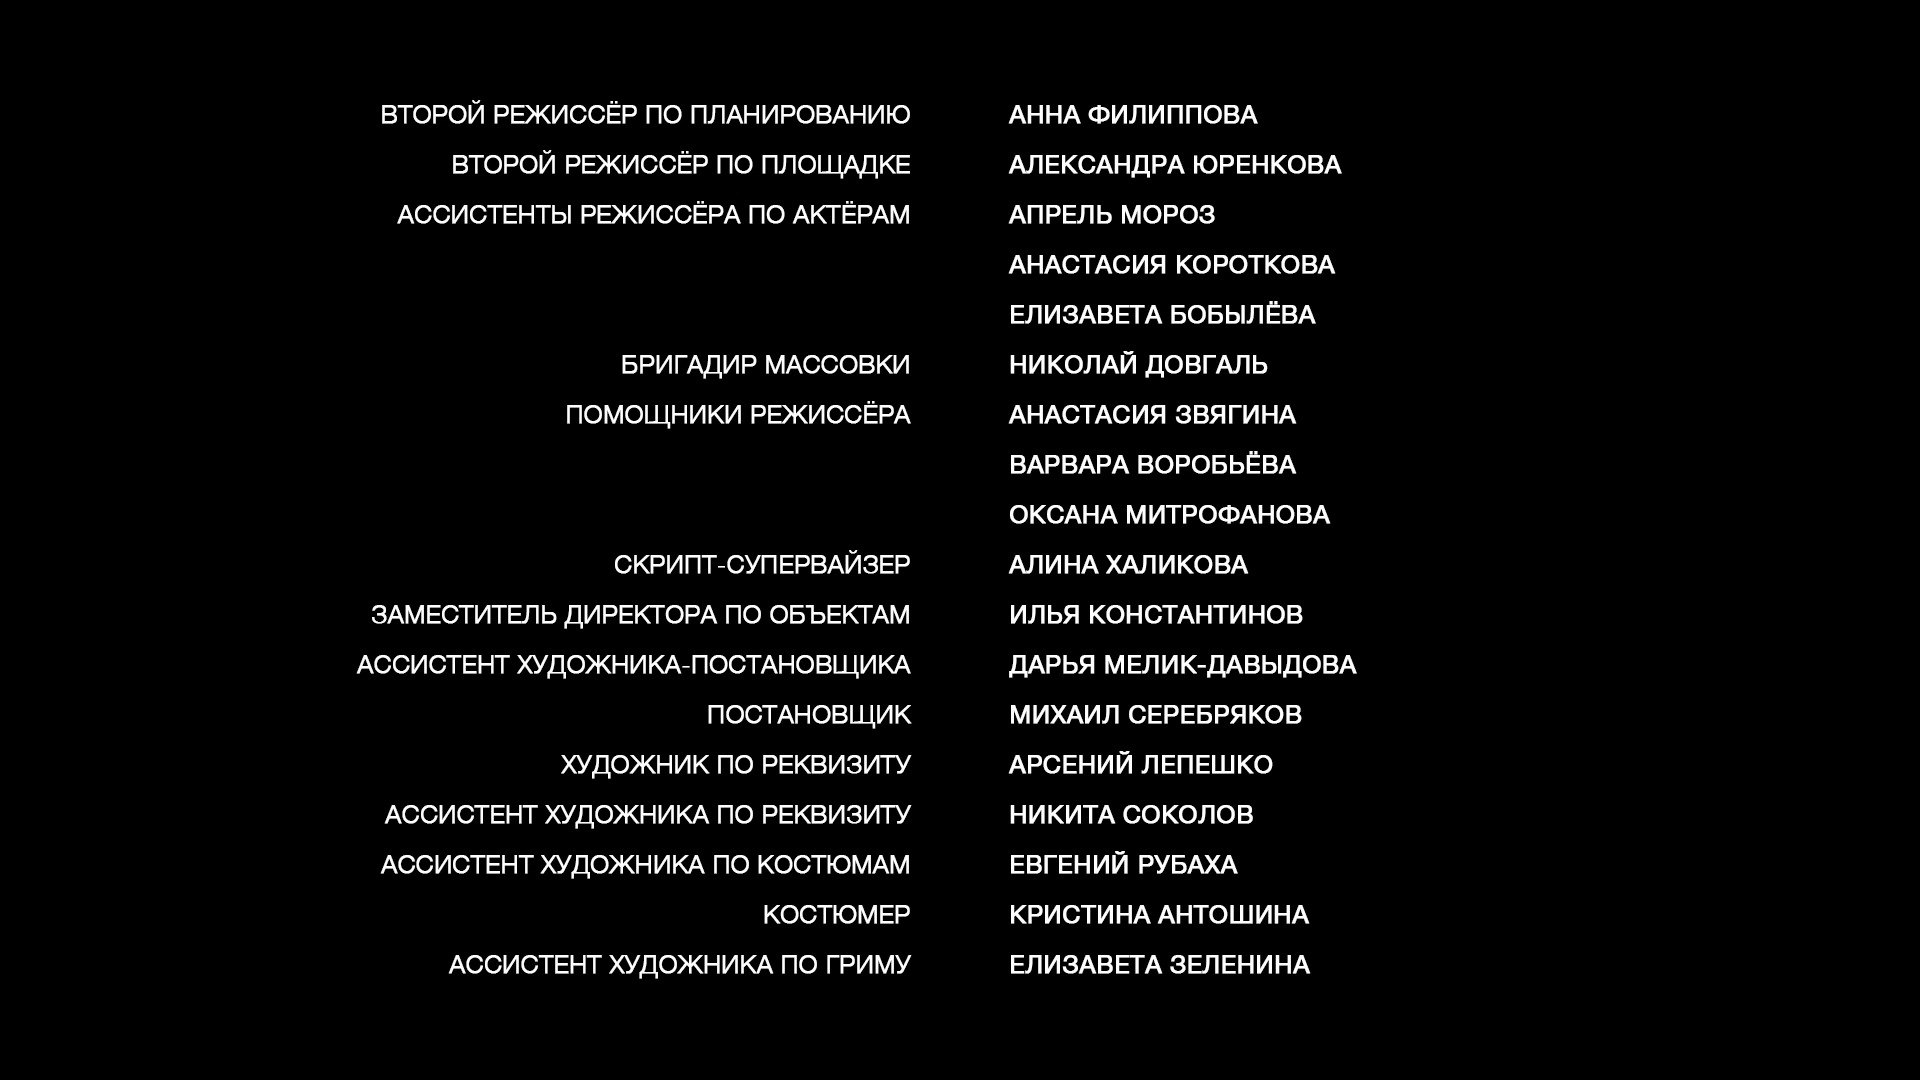 ВТОРОЙ РЕЖИССЁР ПО ПЛАНИРОВАНИЮ АННА ФИЛИППОВА
ВТОРОЙ РЕЖИССЁР ПО ПЛОЩАДКЕ АЛЕКСАНДРА ЮРЕНКОВА
АССИСТЕНТЫ РЕЖИССЁРА ПО АКТЁРАМ АПРЕЛЬ МОРОЗ
АНАСТАСИЯ КОРОТКОВА
ЕЛИЗАВЕТА БОБЫЛЁВА
БРИГАДИР МАССОВКИ НИКОЛАЙ ДОВГАЛЬ
ПОМОЩНИКИ РЕЖИССЁРА АНАСТАСИЯ ЗВЯГИНА
ВАРВАРА ВОРОБЬЁВА
ОКСАНА МИТРОФАНОВА
СКРИПТ-СУПЕРВАЙЗЕР АЛИНА ХАЛИКОВА
ЗАМЕСТИТЕЛЬ ДИРЕКТОРА ПО ОБЪЕКТАМ ИЛЬЯ КОНСТАНТИНОВ
АССИСТЕНТ ХУДОЖНИКА-ПОСТАНОВЩИКА ДАРЬЯ МЕЛИК-ДАВЫДОВА
ПОСТАНОВЩИК МИХАИЛ СЕРЕБРЯКОВ
ХУДОЖНИК ПО РЕКВИЗИТУ АРСЕНИЙ ЛЕПЕШКО
АССИСТЕНТ ХУДОЖНИКА ПО РЕКВИЗИТУ НИКИТА СОКОЛОВ
АССИСТЕНТ ХУДОЖНИКА ПО КОСТЮМАМ ЕВГЕНИЙ РУБАХА
КОСТЮМЕР КРИСТИНА АНТОШИНА
АССИСТЕНТ ХУДОЖНИКА ПО ГРИМУ ЕЛИЗАВЕТА ЗЕЛЕНИНА